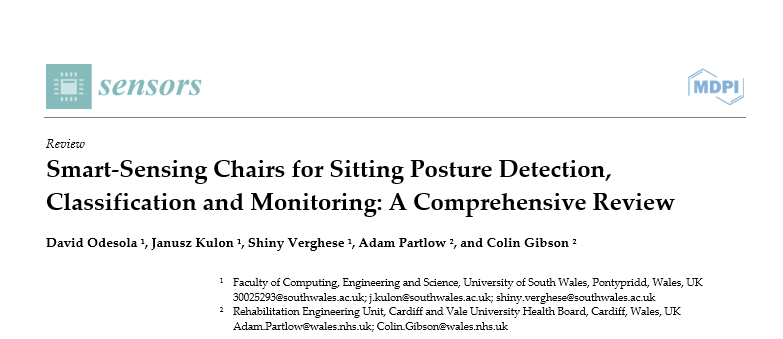 sensors
MDPI
Review
Smart-Sensing Chairs for Sitting Posture Detection,
Classification and Monitoring: A Comprehensive Review
David Odesola ¹, Janusz Kulon ¹, Shiny Verghese ¹, Adam Partlow ², and Colin Gibson ²
¹ Faculty of Computing, Engineering and Science, University of South Wales, Pontypridd, Wales, UK
30025293@southwales.ac.uk; j.kulon@southwales.ac.uk; shiny.verghese@southwales.ac.uk
² Rehabilitation Engineering Unit, Cardiff and Vale University Health Board, Cardiff, Wales, UK
Adam.Partlow@wales.nhs.uk; Colin.Gibson@wales.nhs.uk